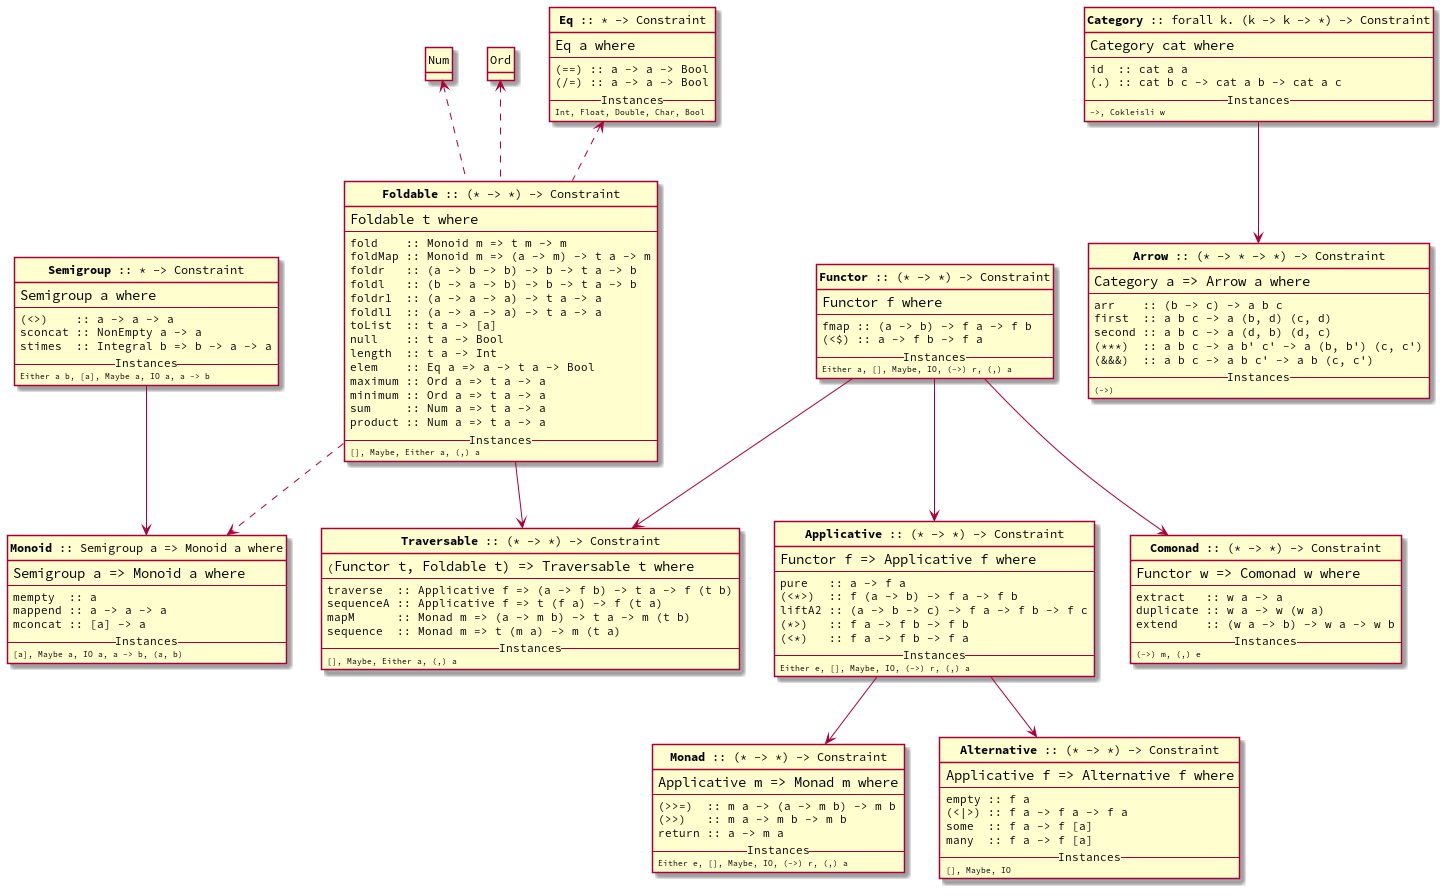 Num
Ord
Eq :: * -> Constraint
Eq a where
(==) :: a -> a -> Bool
(/=) :: a -> a -> Bool
Instances
Int, Float, Double, Char, Bool
Category :: forall k. (k -> k -> *) -> Constraint
Category cat where
id  :: cat a a
(.) :: cat b c -> cat a b -> cat a c
Instances
->, Cokleisli w
Foldable :: (* -> *) -> Constraint
Foldable t where
fold    :: Monoid m => t m -> m
foldMap :: Monoid m => (a -> m) -> t a -> m
foldr   :: (a -> b -> b) -> b -> t a -> b
foldl   :: (b -> a -> b) -> b -> t a -> b
foldr1  :: (a -> a -> a) -> t a -> a
foldl1  :: (a -> a -> a) -> t a -> a
toList  :: t a -> [a]
null    :: t a -> Bool
length  :: t a -> Int
elem    :: Eq a => a -> t a -> Bool
maximum :: Ord a => t a -> a
minimum :: Ord a => t a -> a
sum     :: Num a => t a -> a
product :: Num a => t a -> a
Instances
[], Maybe, Either a, (,) a
Semigroup :: * -> Constraint
Semigroup a where
(<>)    :: a -> a -> a
sconcat :: NonEmpty a -> a
stimes  :: Integral b => b -> a -> a
Instances
Either a b, [a], Maybe a, IO a, a -> b
Functor :: (* -> *) -> Constraint
Functor f where
fmap :: (a -> b) -> f a -> f b
(<$) :: a -> f b -> f a
Instances
Either a, [], Maybe, IO, (->) r, (,) a
Arrow :: (* -> * -> *) -> Constraint
Category a => Arrow a where
arr    :: (b -> c) -> a b c
first  :: a b c -> a (b, d) (c, d)
second :: a b c -> a (d, b) (d, c)
(***)  :: a b c -> a b' c' -> a (b, b') (c, c')
(&&&)  :: a b c -> a b c' -> a b (c, c')
Instances
(->)
Monoid :: Semigroup a => Monoid a where
Semigroup a => Monoid a where
mempty  :: a
mappend :: a -> a -> a
mconcat :: [a] -> a
Instances
[a], Maybe a, IO a, a -> b, (a, b)
Traversable :: (* -> *) -> Constraint
(Functor t, Foldable t) => Traversable t where
traverse  :: Applicative f => (a -> f b) -> t a -> f (t b)
sequenceA :: Applicative f => t (f a) -> f (t a)
mapM      :: Monad m => (a -> m b) -> t a -> m (t b)
sequence  :: Monad m => t (m a) -> m (t a)
Instances
[], Maybe, Either a, (,) a
Applicative :: (* -> *) -> Constraint
Functor f => Applicative f where
pure   :: a -> f a
(<*>)  :: f (a -> b) -> f a -> f b
liftA2 :: (a -> b -> c) -> f a -> f b -> f c
(*>)   :: f a -> f b -> f b
(<*)   :: f a -> f b -> f a
Instances
Either e, [], Maybe, IO, (->) r, (,) a
Comonad :: (* -> *) -> Constraint
Functor w => Comonad w where
extract   :: w a -> a
duplicate :: w a -> w (w a)
extend    :: (w a -> b) -> w a -> w b
Instances
(->) m, (,) e
Monad :: (* -> *) -> Constraint
Applicative m => Monad m where
(>>=)  :: m a -> (a -> m b) -> m b
(>>)   :: m a -> m b -> m b
return :: a -> m a
Instances
Either e, [], Maybe, IO, (->) r, (,) a
Alternative :: (* -> *) -> Constraint
Applicative f => Alternative f where
empty :: f a
(<|>) :: f a -> f a -> f a
some  :: f a -> f [a]
many  :: f a -> f [a]
Instances
[], Maybe, IO